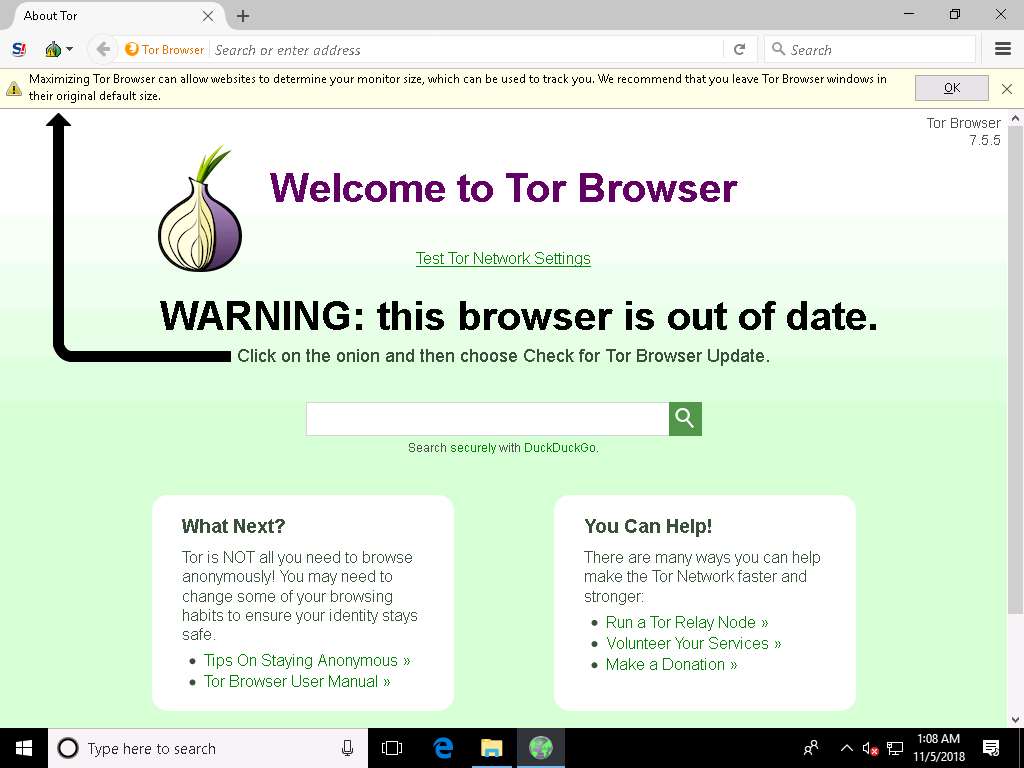 About Tor
S!
Tor Browser
Search or enter address
Search
Maximizing Tor Browser can allow websites to determine your monitor size, which can be used to track you. We recommend that you leave Tor Browser windows in
their original default size.
OK
Tor Browser
7.5.5
Welcome to Tor Browser
Test Tor Network Settings
WARNING: this browser is out of date.
Click on the onion and then choose Check for Tor Browser Update.
Search securely with DuckDuckGo.
What Next?
Tor is NOT all you need to browse
anonymously! You may need to
change some of your browsing
habits to ensure your identity stays
safe.
Tips On Staying Anonymous »
Tor Browser User Manual »
You Can Help!
There are many ways you can help
make the Tor Network faster and
stronger:
Run a Tor Relay Node »
Volunteer Your Services »
Make a Donation »
Type here to search
1:08 AM
11/5/2018